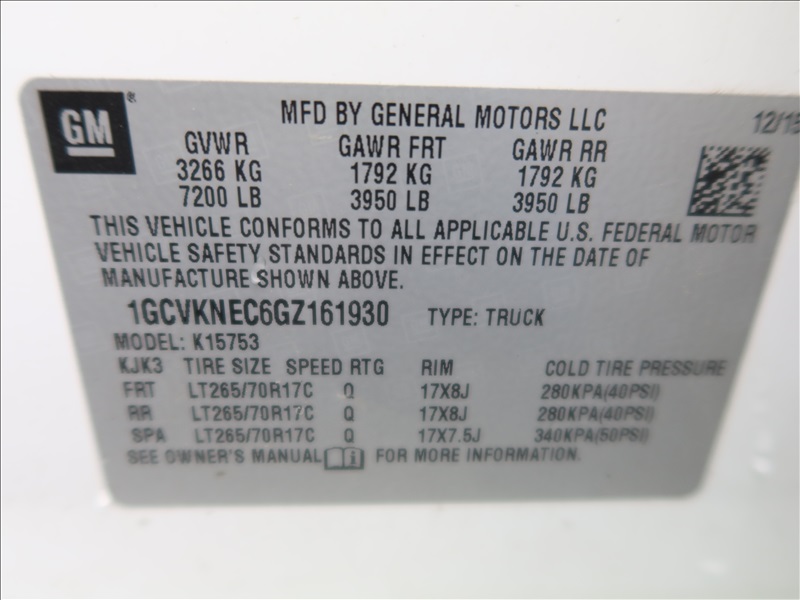 GM®
MFD BY GENERAL MOTORS LLC
12/15
GVWR GAWR FRT GAWR RR
3266 KG 1792 KG 1792 KG
7200 LB 3950 LB 3950 LB
THIS VEHICLE CONFORMS TO ALL APPLICABLE U.S. FEDERAL MOTOR
VEHICLE SAFETY STANDARDS IN EFFECT ON THE DATE OF
MANUFACTURE SHOWN ABOVE.
1GCVKNEC6GZ161930 TYPE: TRUCK
MODEL: K15753
KJK3 TIRE SIZE SPEED RTG RIM COLD TIRE PRESSURE
FRT LT265/70R17C Q 17X8J 280KPA(40PSI)
RR LT265/70R17C Q 17X8J 280KPA(40PSI)
SPA LT265/70R17C Q 17X7.5J 340KPA(50PSI)
SEE OWNER'S MANUAL FOR MORE INFORMATION.